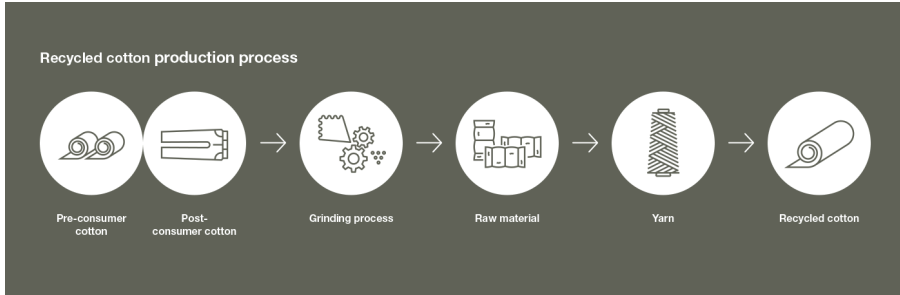 Recycled cotton production process
Pre-consumer
cotton
Post-
consumer cotton
Grinding process
Raw material
Yarn
Recycled cotton